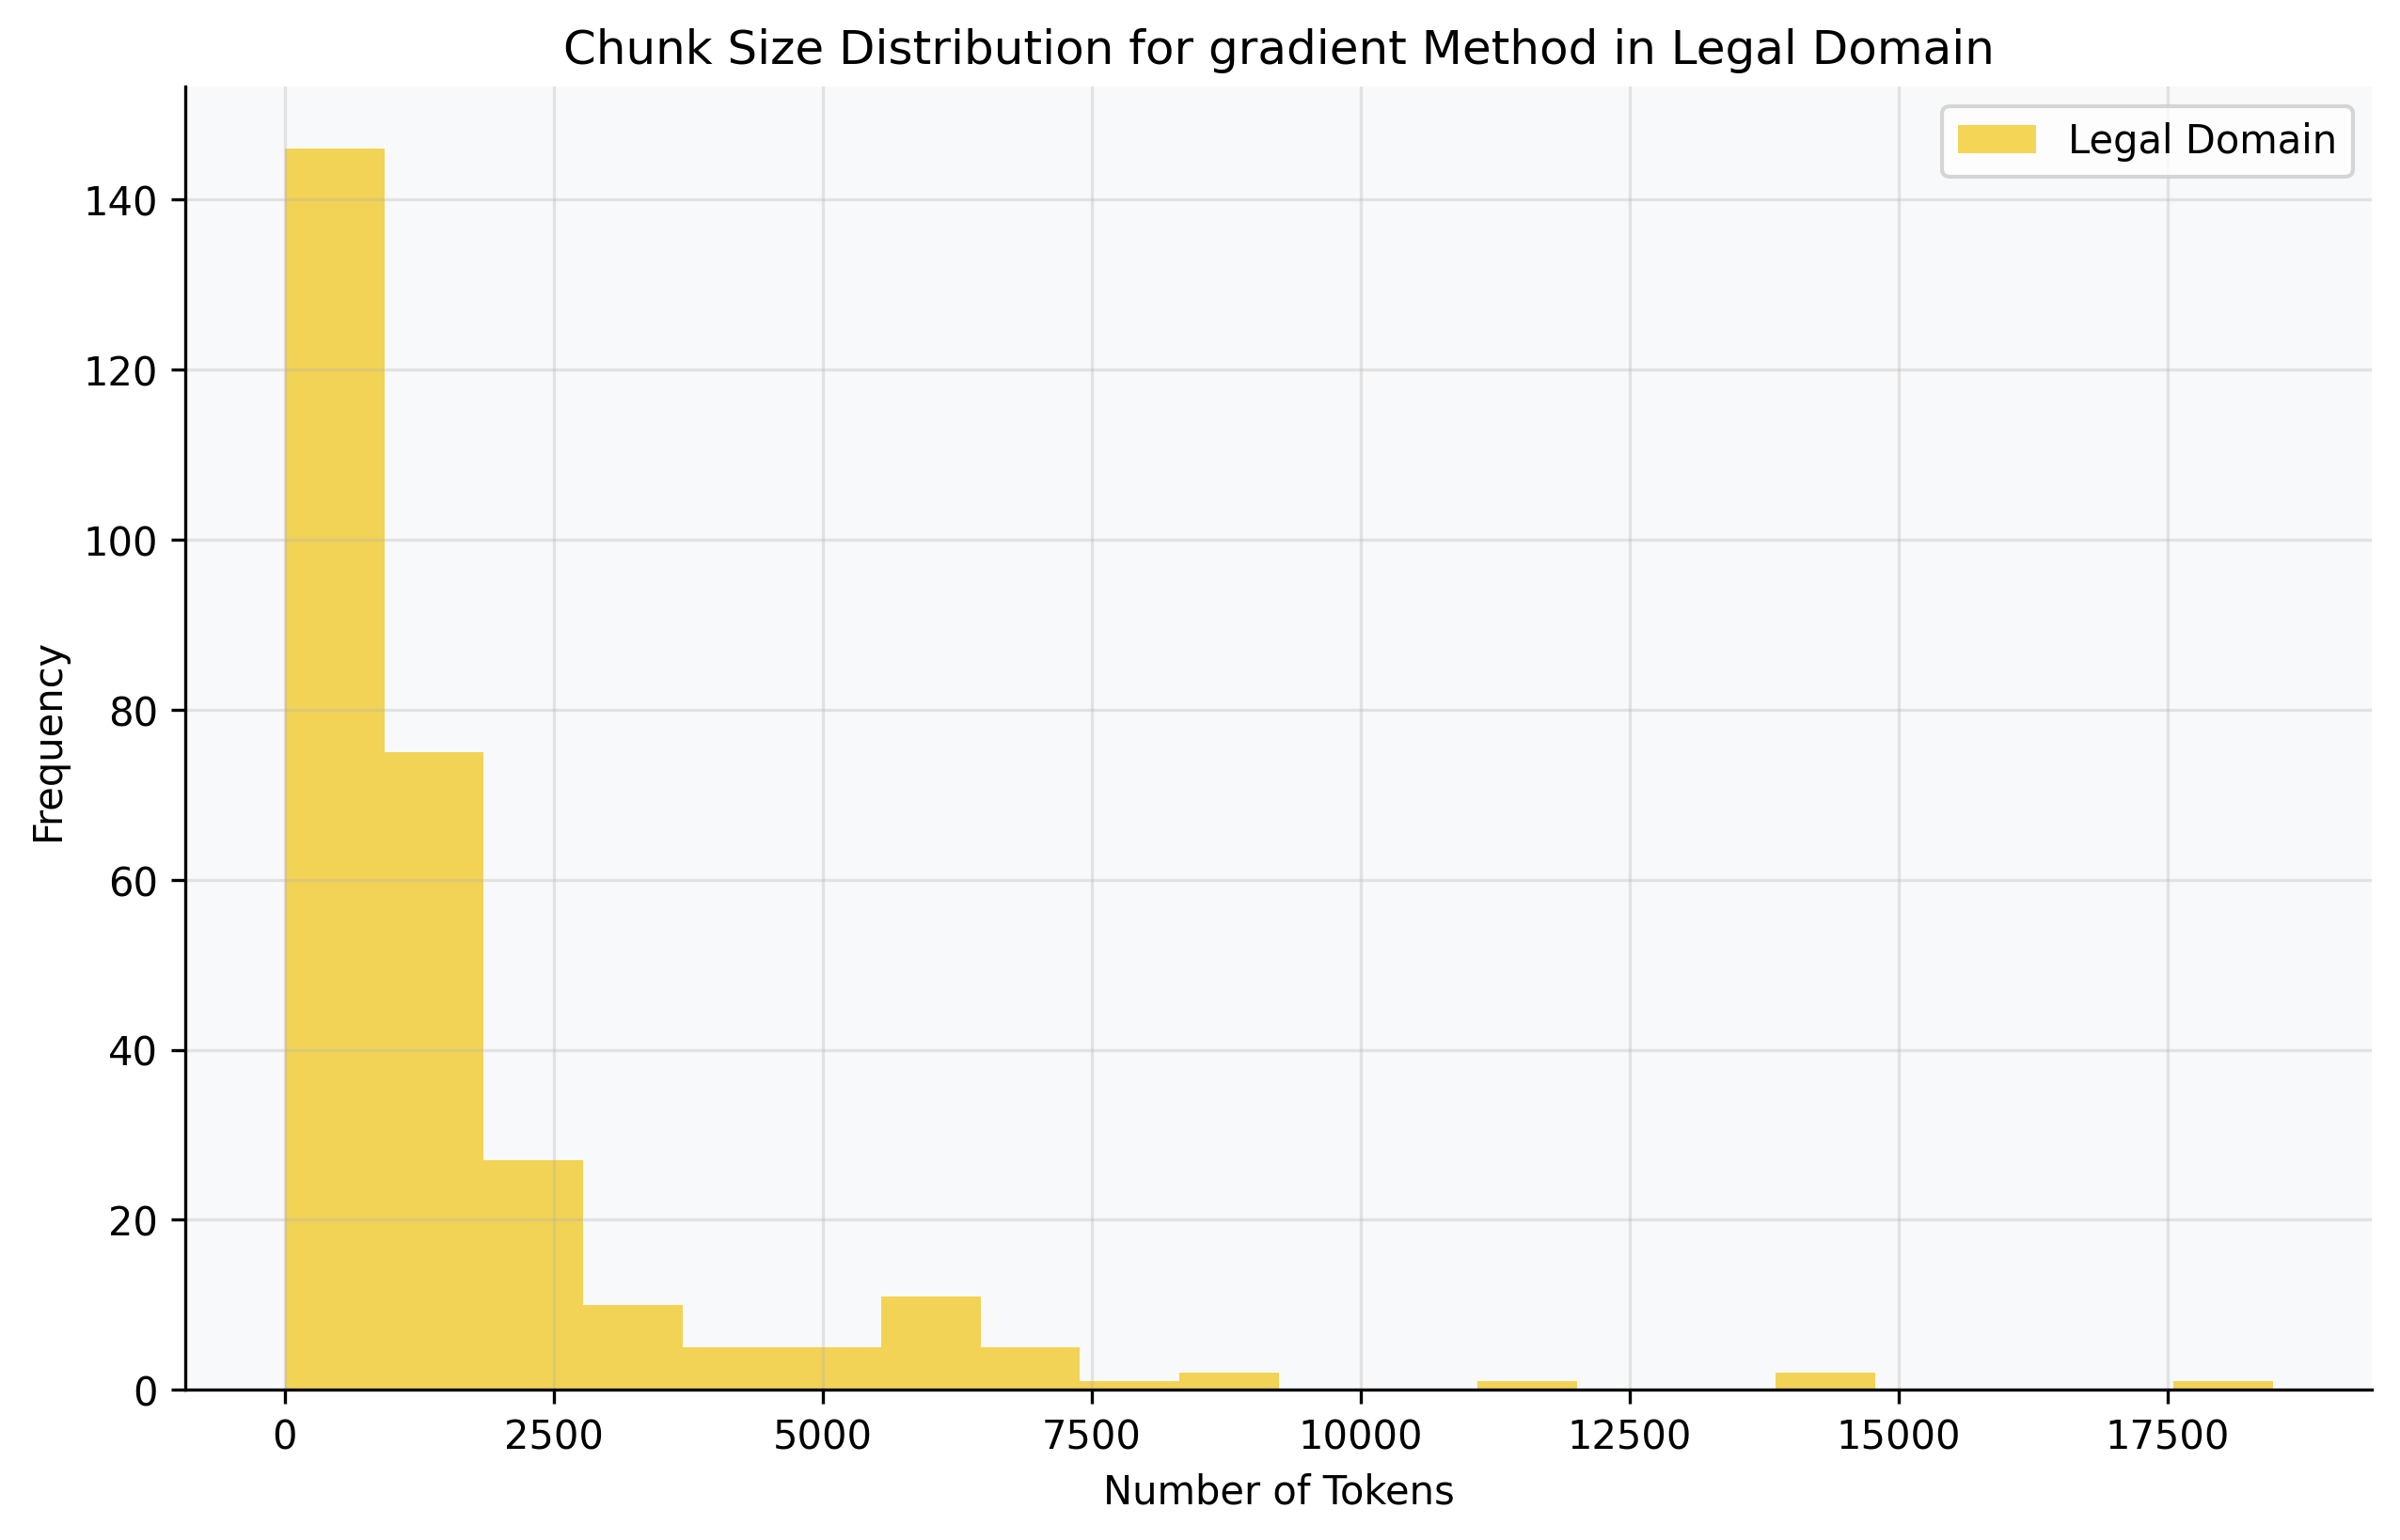 Chunk Size Distribution for gradient Method in Legal Domain
Legal Domain
140
120
100
80
60
40
20
0
Frequency
0 2500 5000 7500 10000 12500 15000 17500
Number of Tokens